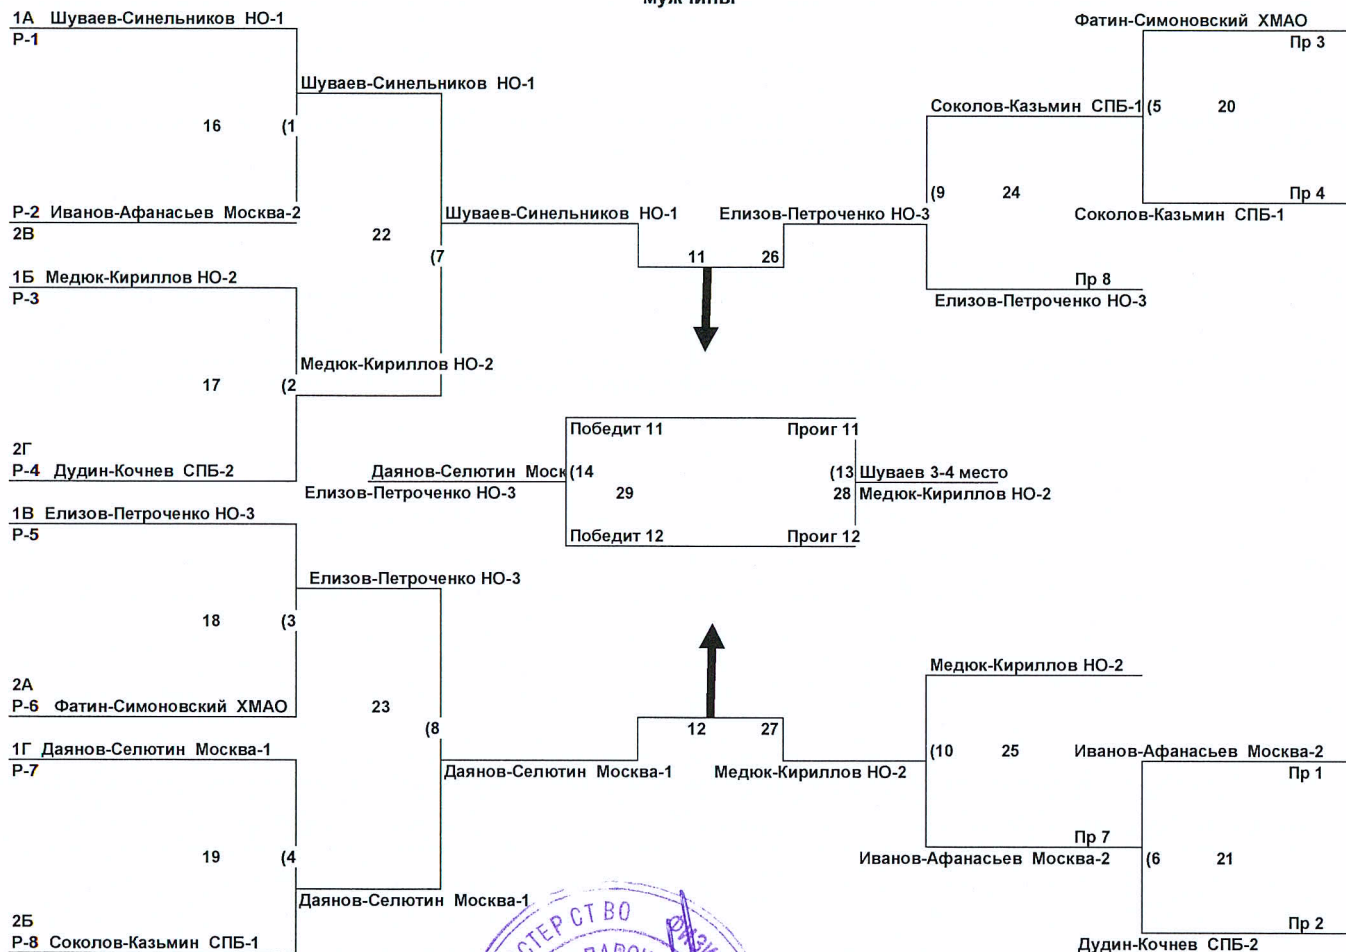 мужчины
1А Шуваев-Синельников НО-1
Р-1
Шуваев-Синельников НО-1
16 (1
Р-2 Иванов-Афанасьев Москва-2
2В
22
(7
Шуваев-Синельников НО-1
1Б Медюк-Кириллов НО-2
Р-3
Медюк-Кириллов НО-2
17 (2
2Г
Р-4 Дудин-Кочнев СПБ-2
1В Елизов-Петроченко НО-3
Р-5
Елизов-Петроченко НО-3
18 (3
2А
Р-6 Фатин-Симоновский ХМАО
23
(8
Даянов-Селютин Москва-1
1Г Даянов-Селютин Москва-1
Р-7
19 (4
Даянов-Селютин Москва-1
2Б
Р-8 Соколов-Казьмин СПБ-1
11 26
Победит 11 Проиг 11
Даянов-Селютин Моск (14
Елизов-Петроченко НО-3
29
(13 Шуваев 3-4 место
28 Медюк-Кириллов НО-2
Победит 12 Проиг 12
12 27
Фатин-Симоновский ХМАО
Пр 3
Соколов-Казьмин СПБ-1 (5 20
Пр 4
Соколов-Казьмин СПБ-1
(9 24
Елизов-Петроченко НО-3
Пр 8
Елизов-Петроченко НО-3
Медюк-Кириллов НО-2
(10 25
Медюк-Кириллов НО-2
Иванов-Афанасьев Москва-2
Пр 1
Пр 7
Иванов-Афанасьев Москва-2 (6 21
Пр 2
Дудин-Кочнев СПБ-2